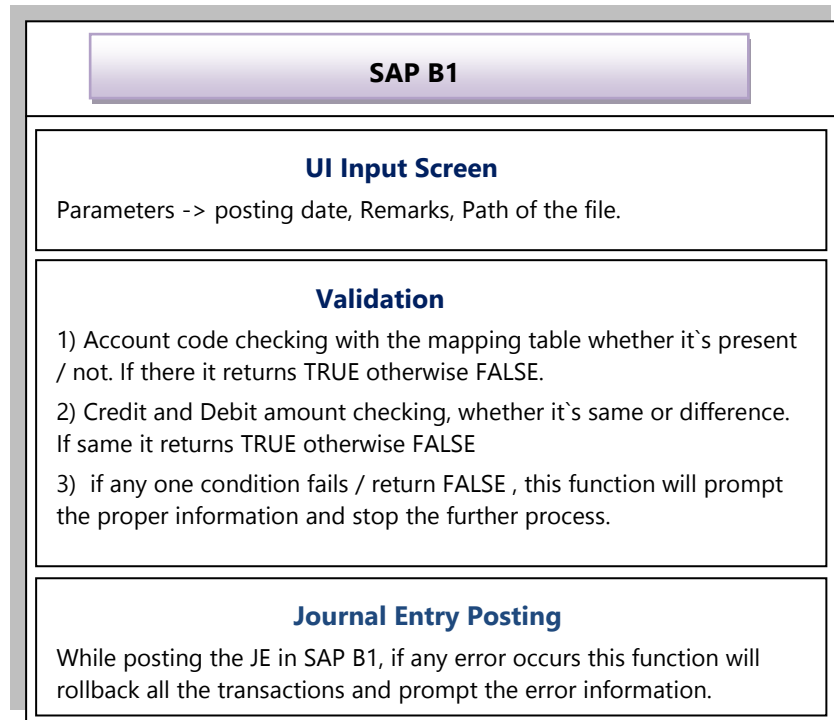 SAP B1
UI Input Screen
Parameters -> posting date, Remarks, Path of the file.
Validation
1) Account code checking with the mapping table whether it`s present
/ not. If there it returns TRUE otherwise FALSE.
2) Credit and Debit amount checking, whether it`s same or difference.
If same it returns TRUE otherwise FALSE
3)  if any one condition fails / return FALSE , this function will prompt
the proper information and stop the further process.
Journal Entry Posting
While posting the JE in SAP B1, if any error occurs this function will
rollback all the transactions and prompt the error information.